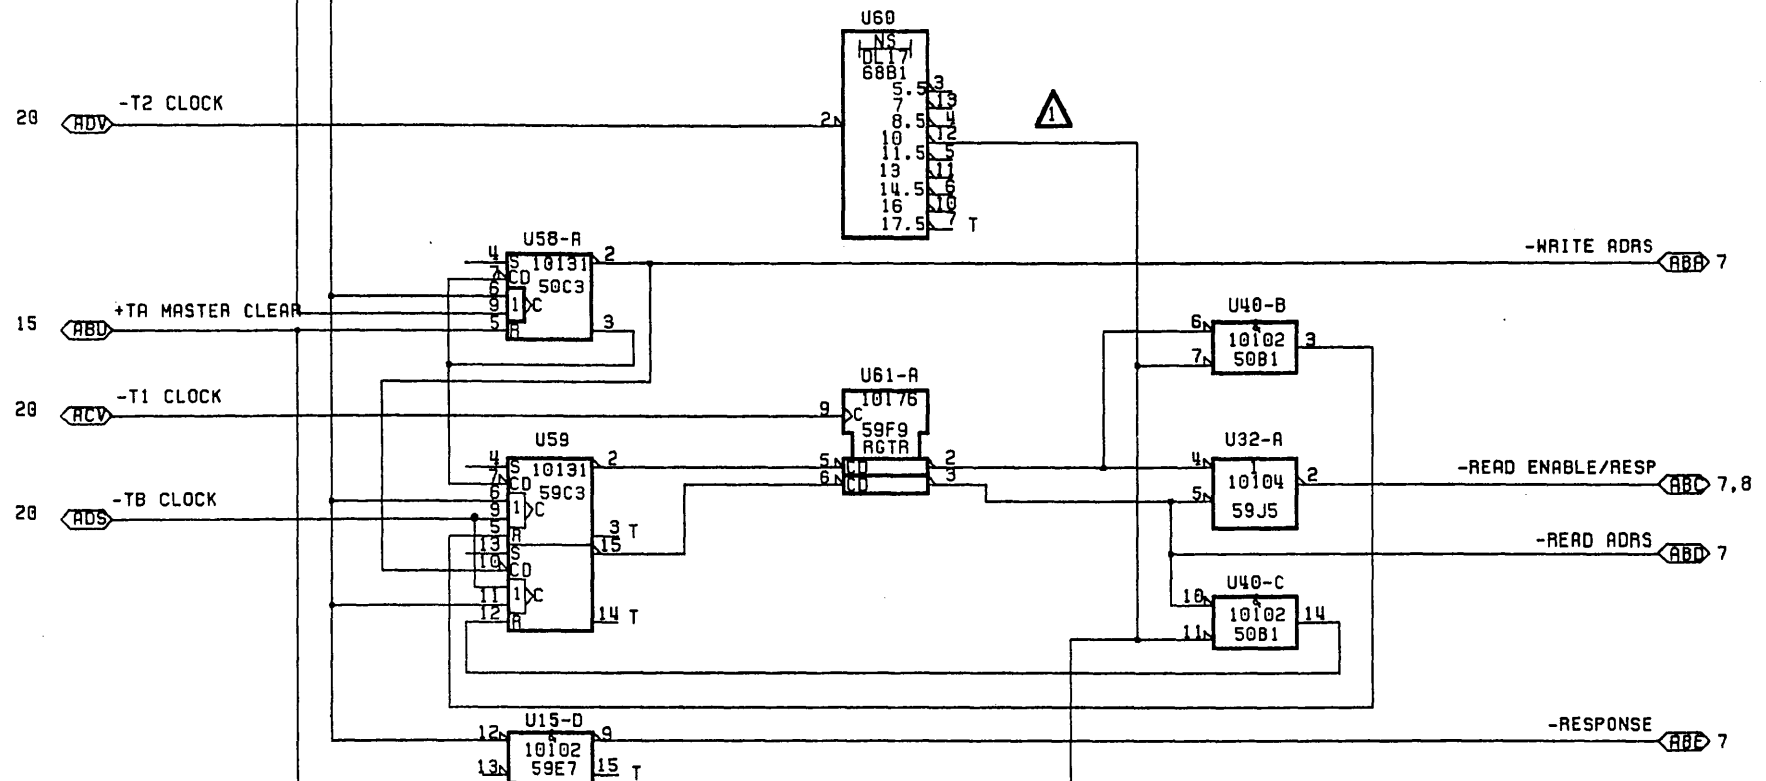 U60
NS
DL17
68B1
5.5 3
7 13
8.5 4
10 12
11.5 5
13 11
14.5 6
16 10
17.5 7 T
20 ADV -T2 CLOCK
2
1
U58-A
4 S 10131 2
7 CD 50C3
6
9 1 C
5 R 3
-WRITE ADRS ABA 7
15 ABU +TA MASTER CLEAR
U40-B
6 &
10102 3
7 50B1
20 ACV -T1 CLOCK
U61-A
9 C 10176
59F9
RGTR
5 CD 2
6 CD 3
U59
4 S 10131 2
7 CD 59C3
6
9 1 C
5 R 3 T
13 S 15
10 CD
11 1 C
12 R 14 T
20 ADS -TB CLOCK
U32-A
4 1
10104 2
5 59J5
-READ ENABLE/RESP ABC 7,8
-READ ADRS ABD 7
U40-C
10 &
10102 14
11 50B1
U15-D
12 & 9
10102
13 59E7 15 T
-RESPONSE ABE 7